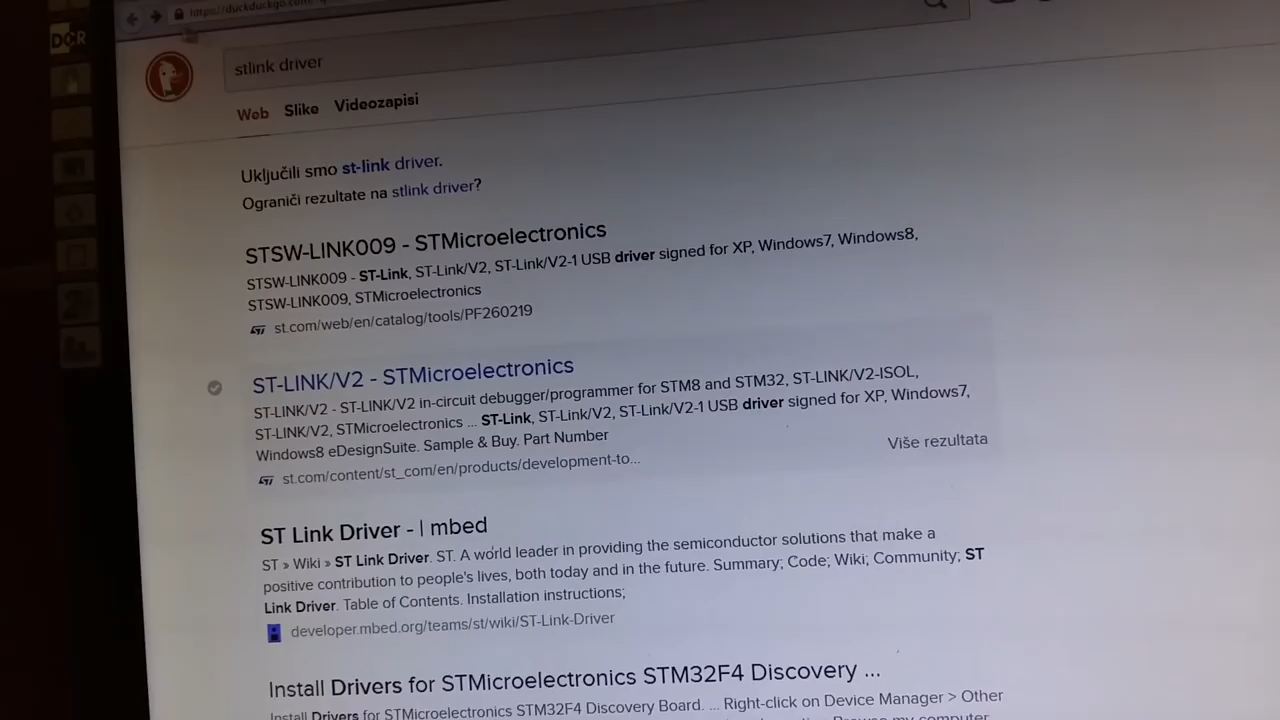 DCR
https://duckduckgo.com
stlink driver
Web Slike Videozapisi
Uključili smo st-link driver.
Ograniči rezultate na stlink driver?
STSW-LINK009 - STMicroelectronics
STSW-LINK009 - ST-Link, ST-Link/V2, ST-Link/V2-1 USB driver signed for XP, Windows7, Windows8,
STSW-LINK009, STMicroelectronics
st.com/web/en/catalog/tools/PF260219
ST-LINK/V2 - STMicroelectronics
ST-LINK/V2 - ST-LINK/V2 in-circuit debugger/programmer for STM8 and STM32, ST-LINK/V2-ISOL,
ST-LINK/V2, STMicroelectronics ... ST-Link, ST-Link/V2, ST-Link/V2-1 USB driver signed for XP, Windows7,
Windows8 eDesignSuite. Sample & Buy. Part Number
Više rezultata
st.com/content/st_com/en/products/development-to...
ST Link Driver - | mbed
ST » Wiki » ST Link Driver. ST. A world leader in providing the semiconductor solutions that make a
positive contribution to people's lives, both today and in the future. Summary; Code; Wiki; Community; ST
Link Driver. Table of Contents. Installation instructions;
developer.mbed.org/teams/st/wiki/ST-Link-Driver
Install Drivers for STMicroelectronics STM32F4 Discovery ...
Install Drivers for STMicroelectronics STM32F4 Discovery Board. ... Right-click on Device Manager > Other
my computer